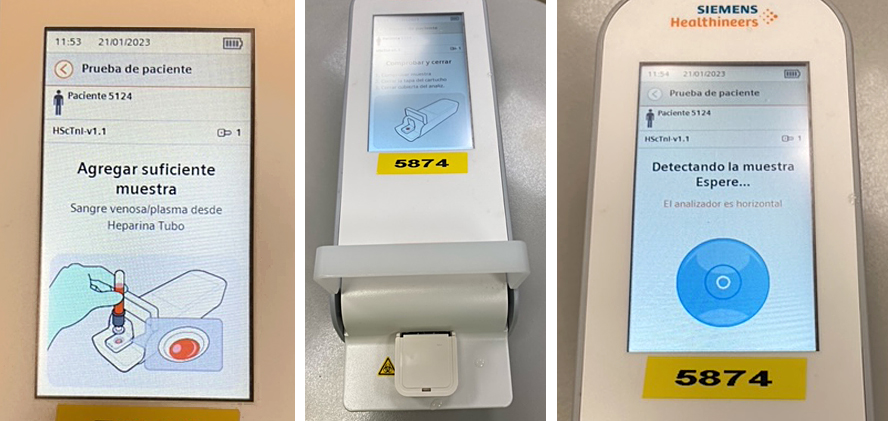 11:53 21/01/2023
Prueba de paciente
Paciente 5124
HScTnI-v1.1 1
Agregar suficiente
muestra
Sangre venosa/plasma desde
Heparina Tubo
Comprobar y cerrar
5874
SIEMENS
Healthineers
11:54 21/01/2023
Prueba de paciente
Paciente 5124
HScTnI-v1.1 1
Detectando la muestra
Espere...
El analizador es horizontal
5874